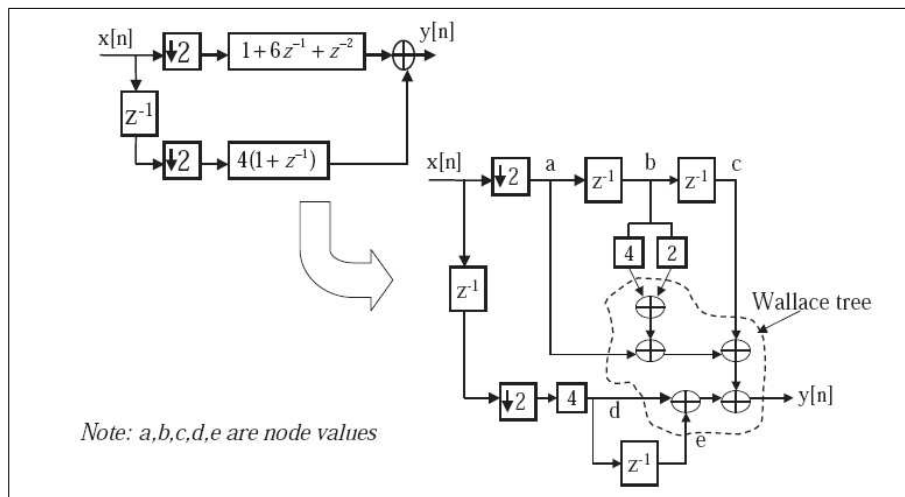 x[n]
↓2
1+6z⁻¹+z⁻²
y[n]
z⁻¹
↓2
4(1+z⁻¹)
x[n]
↓2
a
z⁻¹
b
z⁻¹
c
4
2
z⁻¹
Wallace tree
↓2
4
d
y[n]
e
z⁻¹
Note: a,b,c,d,e are node values